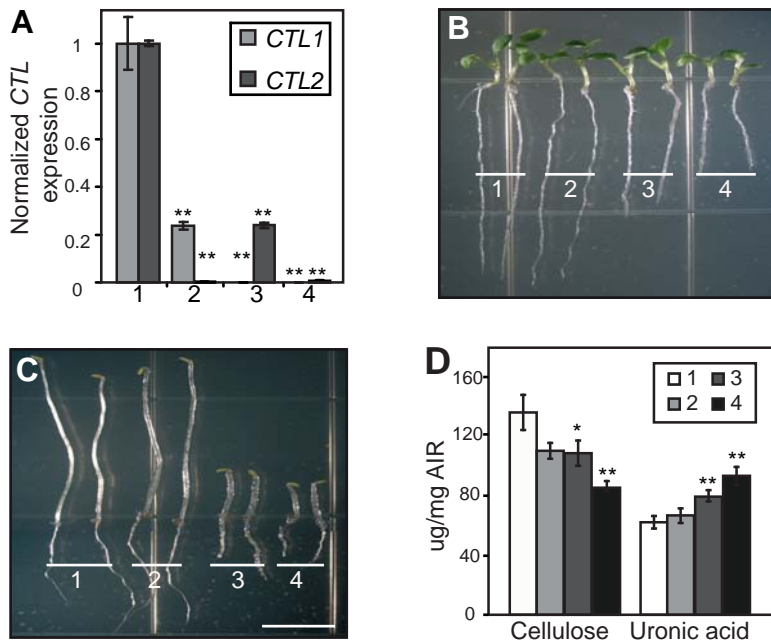 A
Normalized CTL
expression
1
0.8
0.6
0.4
0.2
0
CTL1
CTL2
**
**
**
**
** **
1 2 3 4
B
1 2 3 4
C
1 2 3 4
D
ug/mg AIR
160
120
80
40
0
1 3
2 4
*
**
**
**
Cellulose Uronic acid